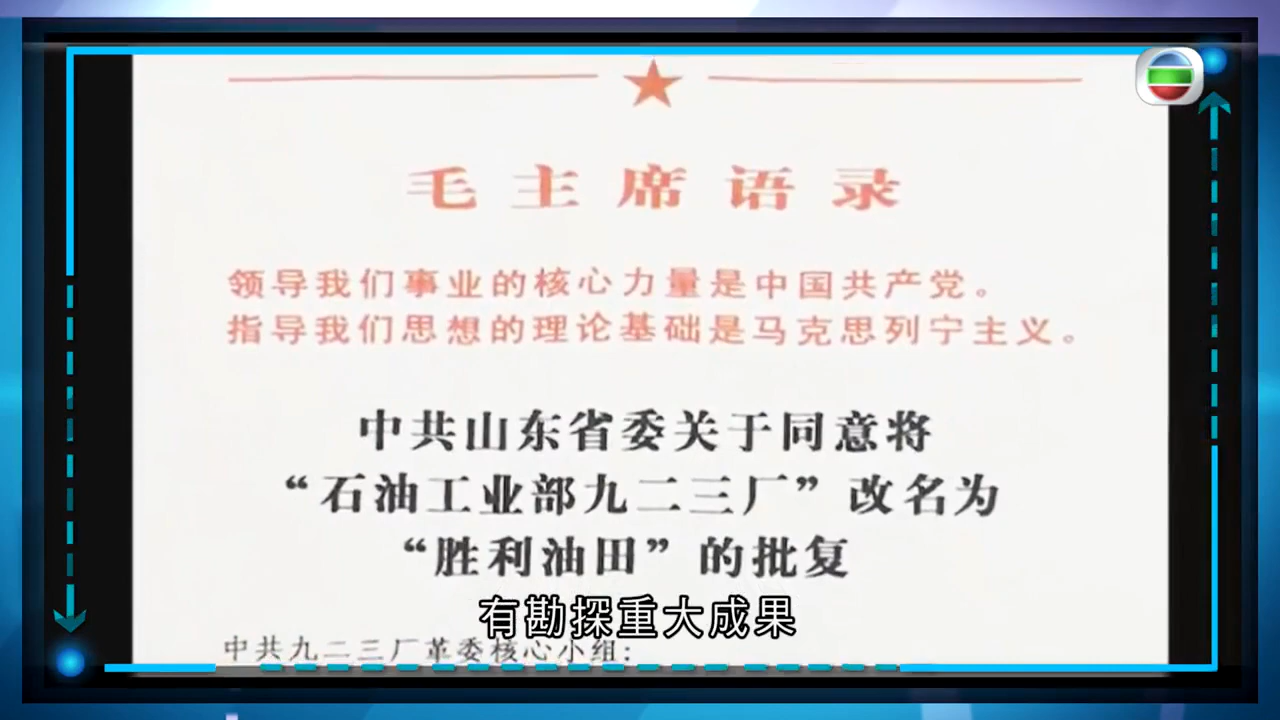 毛主席语录
领导我们事业的核心力量是中国共产党。
指导我们思想的理论基础是马克思列宁主义。
中共山东省委关于同意将
“石油工业部九二三厂”改名为
“胜利油田”的批复
有勘探重大成果
中共九二三厂革委核心小组：